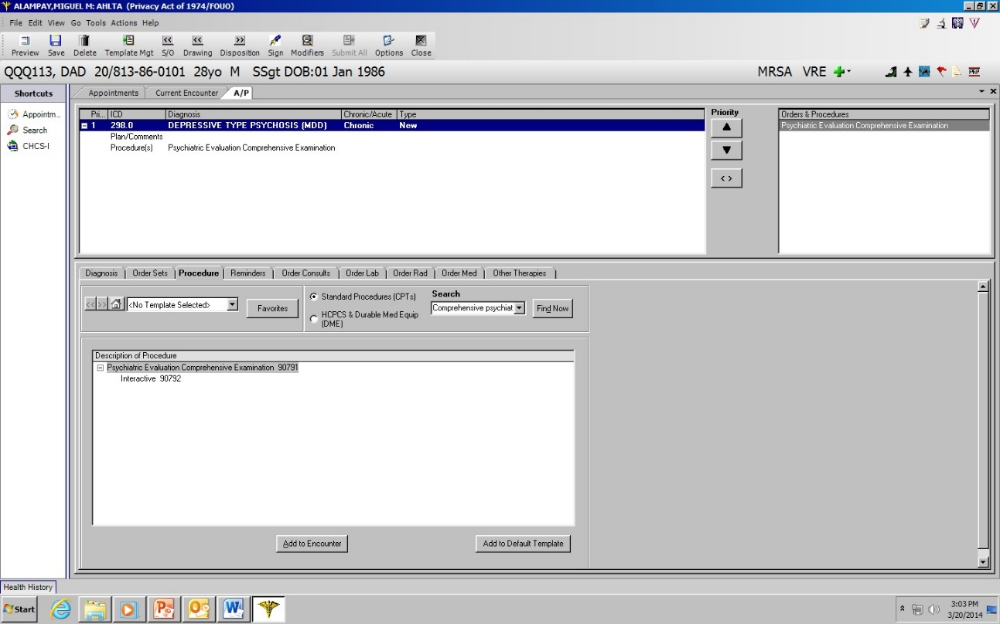 ALAMPAY,MIGUEL M: AHLTA (Privacy Act of 1974/FOUO)
File Edit View Go Tools Actions Help
Preview Save Delete Template Mgt S/O Drawing Disposition Sign Modifiers Submit All Options Close
QQQ113, DAD 20/813-86-0101 28yo M SSgt DOB:01 Jan 1986 MRSA VRE
Shortcuts
Appointm...
Search
CHCS-I
Appointments Current Encounter A/P
Pri... ICD Diagnosis Chronic/Acute Type
1 298.0 DEPRESSIVE TYPE PSYCHOSIS (MDD) Chronic New
Plan/Comments
Procedure(s) Psychiatric Evaluation Comprehensive Examination
Priority
< >
Orders & Procedures
Psychiatric Evaluation Comprehensive Examination
Diagnosis Order Sets Procedure Reminders Order Consults Order Lab Order Rad Order Med Other Therapies
<< >> <No Template Selected> Favorites
Standard Procedures (CPTs)
HCPCS & Durable Med Equip
(DME)
Search
Comprehensive psychiat Find Now
Description of Procedure
Psychiatric Evaluation Comprehensive Examination 90791
Interactive 90792
Add to Encounter Add to Default Template
Health History
Start
3:03 PM
3/20/2014